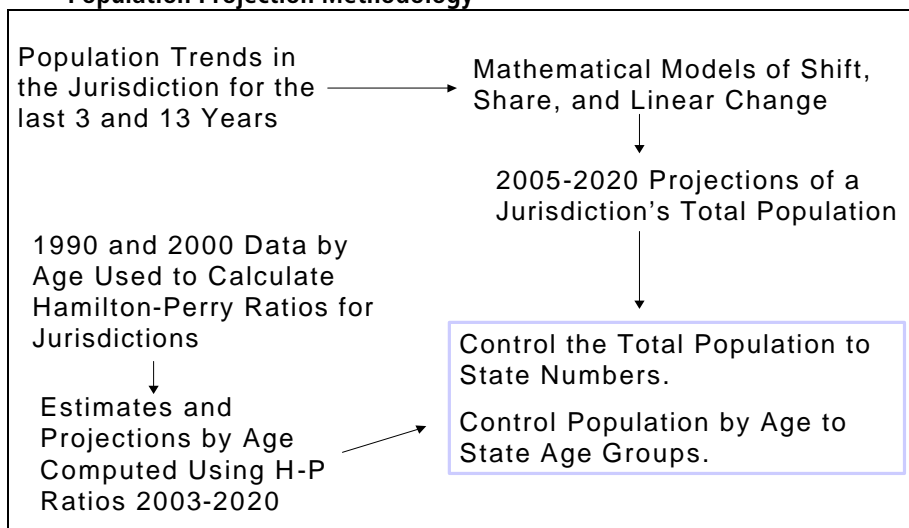 Population Projection Methodology
Population Trends in
the Jurisdiction for the
last 3 and 13 Years
Mathematical Models of Shift,
Share, and Linear Change
2005-2020 Projections of a
Jurisdiction's Total Population
1990 and 2000 Data by
Age Used to Calculate
Hamilton-Perry Ratios for
Jurisdictions
Estimates and
Projections by Age
Computed Using H-P
Ratios 2003-2020
Control the Total Population to
State Numbers.
Control Population by Age to
State Age Groups.